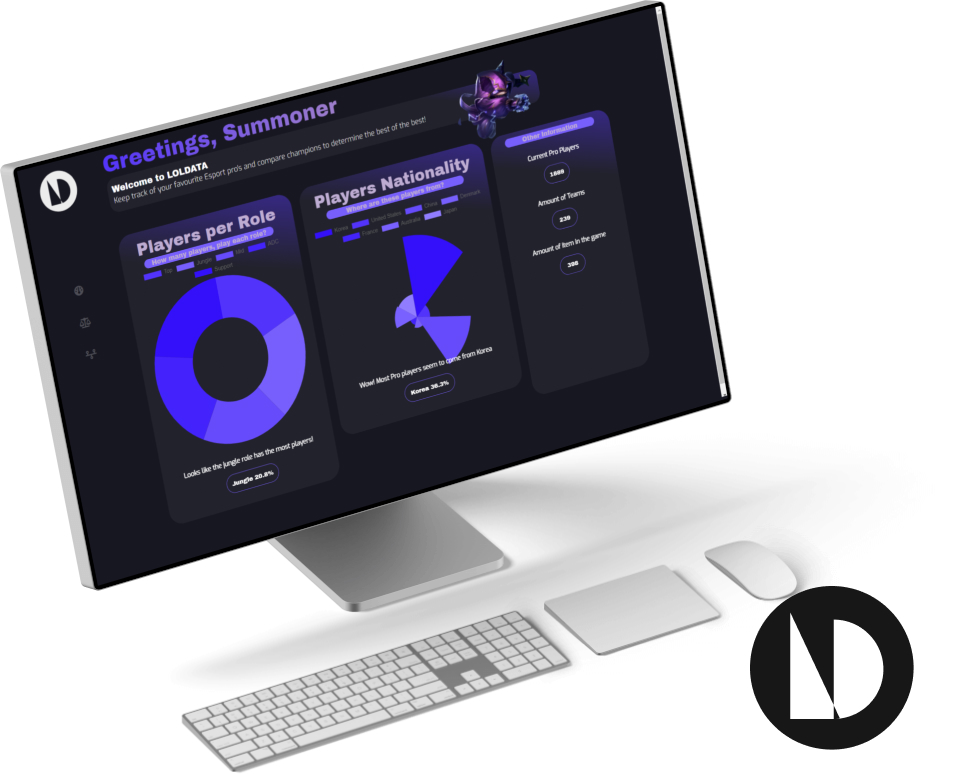 Greetings, Summoner
Welcome to LOLDATA
Keep track of your favourite Esport pro's and compare champions to determine the best of the best!
Players per Role
How many players, play each role?
Top Jungle Mid ADC
Support
Looks like the jungle role has the most players!
Jungle 20.8%
Players Nationality
Where are these players from?
Korea United States China Denmark
France Australia Japan
Wow! Most Pro players seem to come from Korea
Korea 36.3%
Other Information
Current Pro Players
Amount of Teams
239
Amount of item in the game